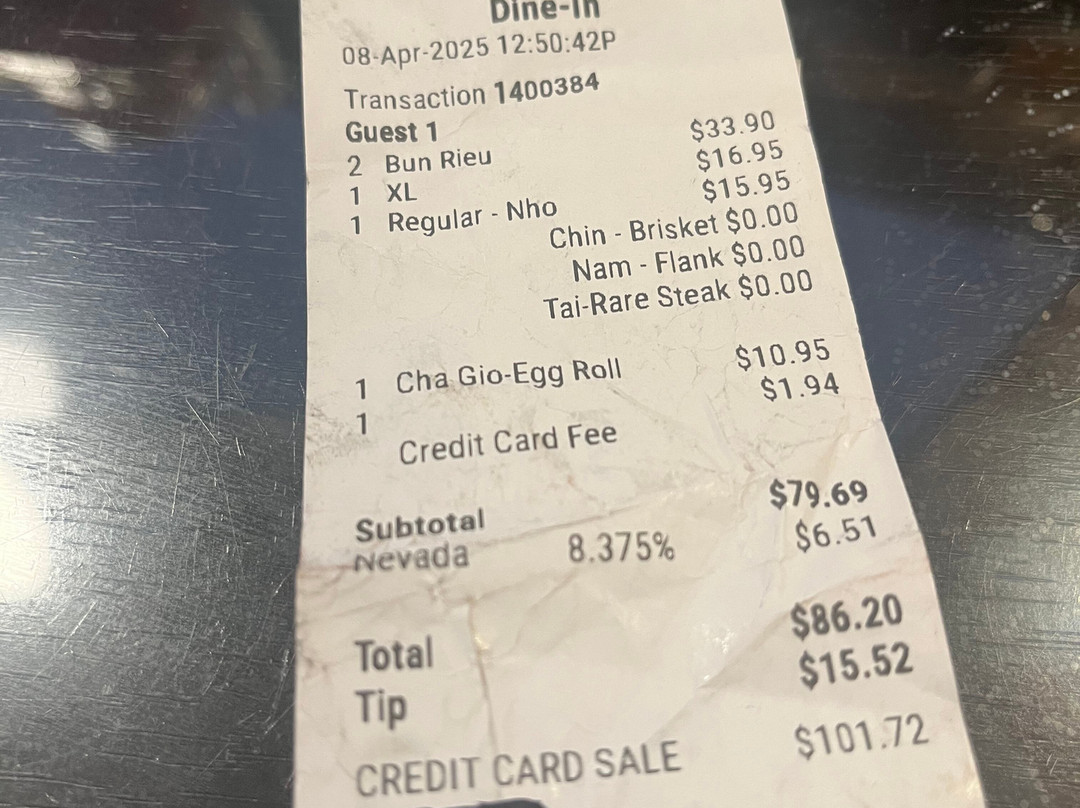 Dine-In
08-Apr-2025 12:50:42P
Transaction 1400384
Guest 1
2 Bun Rieu $33.90
1 XL $16.95
1 Regular - Nho $15.95
Chin - Brisket $0.00
Nam - Flank $0.00
Tai-Rare Steak $0.00
1 Cha Gio-Egg Roll $10.95
1 $1.94
Credit Card Fee
Subtotal $79.69
Nevada 8.375% $6.51
Total $86.20
Tip $15.52
CREDIT CARD SALE $101.72